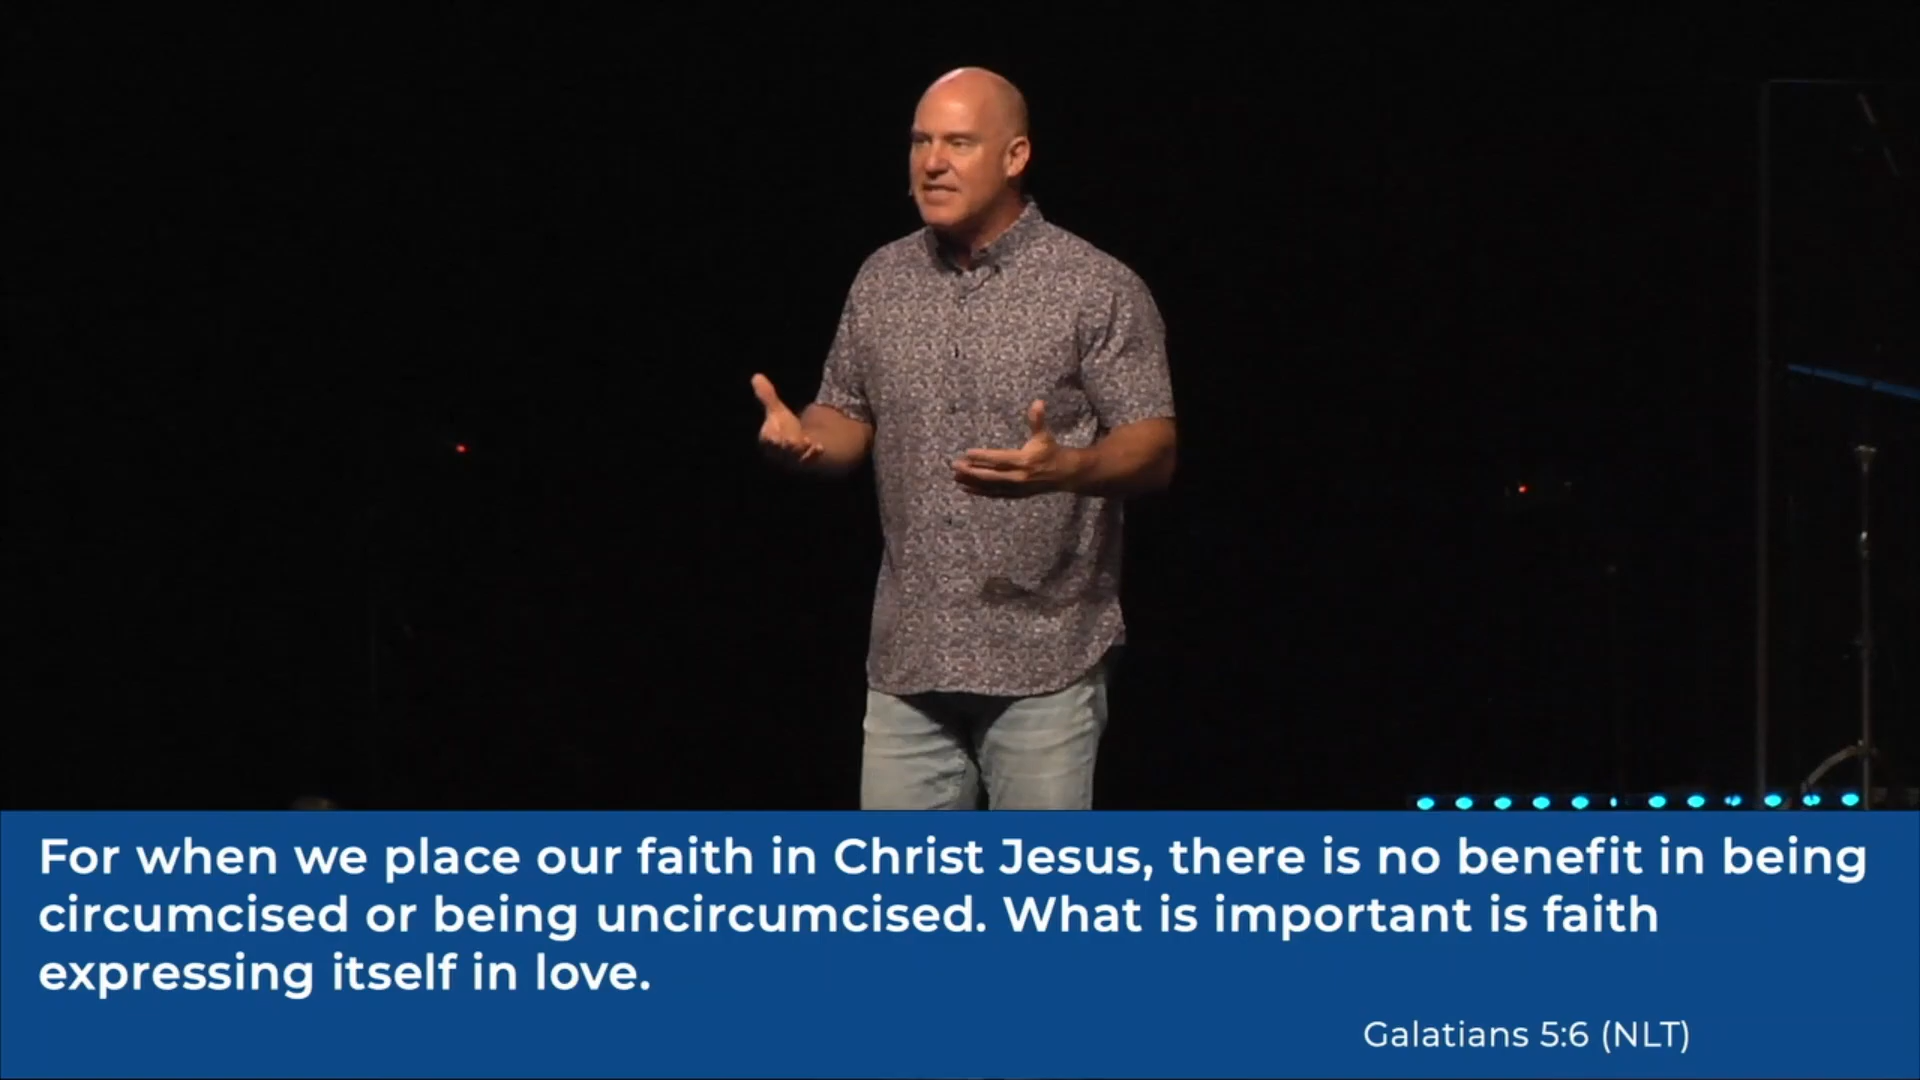 For when we place our faith in Christ Jesus, there is no benefit in being
circumcised or being uncircumcised. What is important is faith
expressing itself in love.
Galatians 5:6 (NLT)